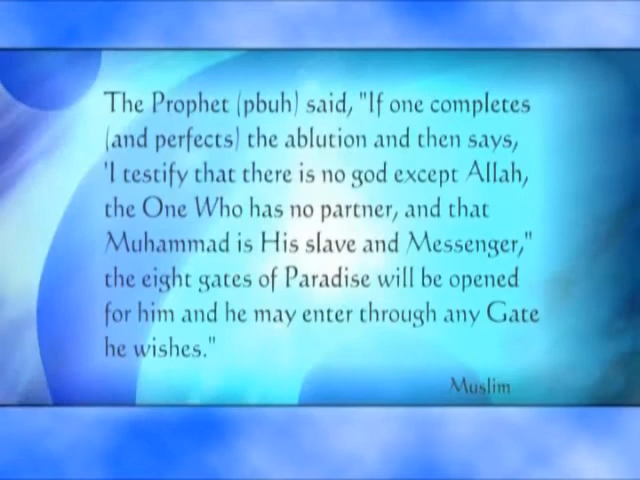 The Prophet (pbuh) said, "If one completes
(and perfects) the ablution and then says,
'I testify that there is no god except Allah,
the One Who has no partner, and that
Muhammad is His slave and Messenger,"
the eight gates of Paradise will be opened
for him and he may enter through any Gate
he wishes."
Muslim